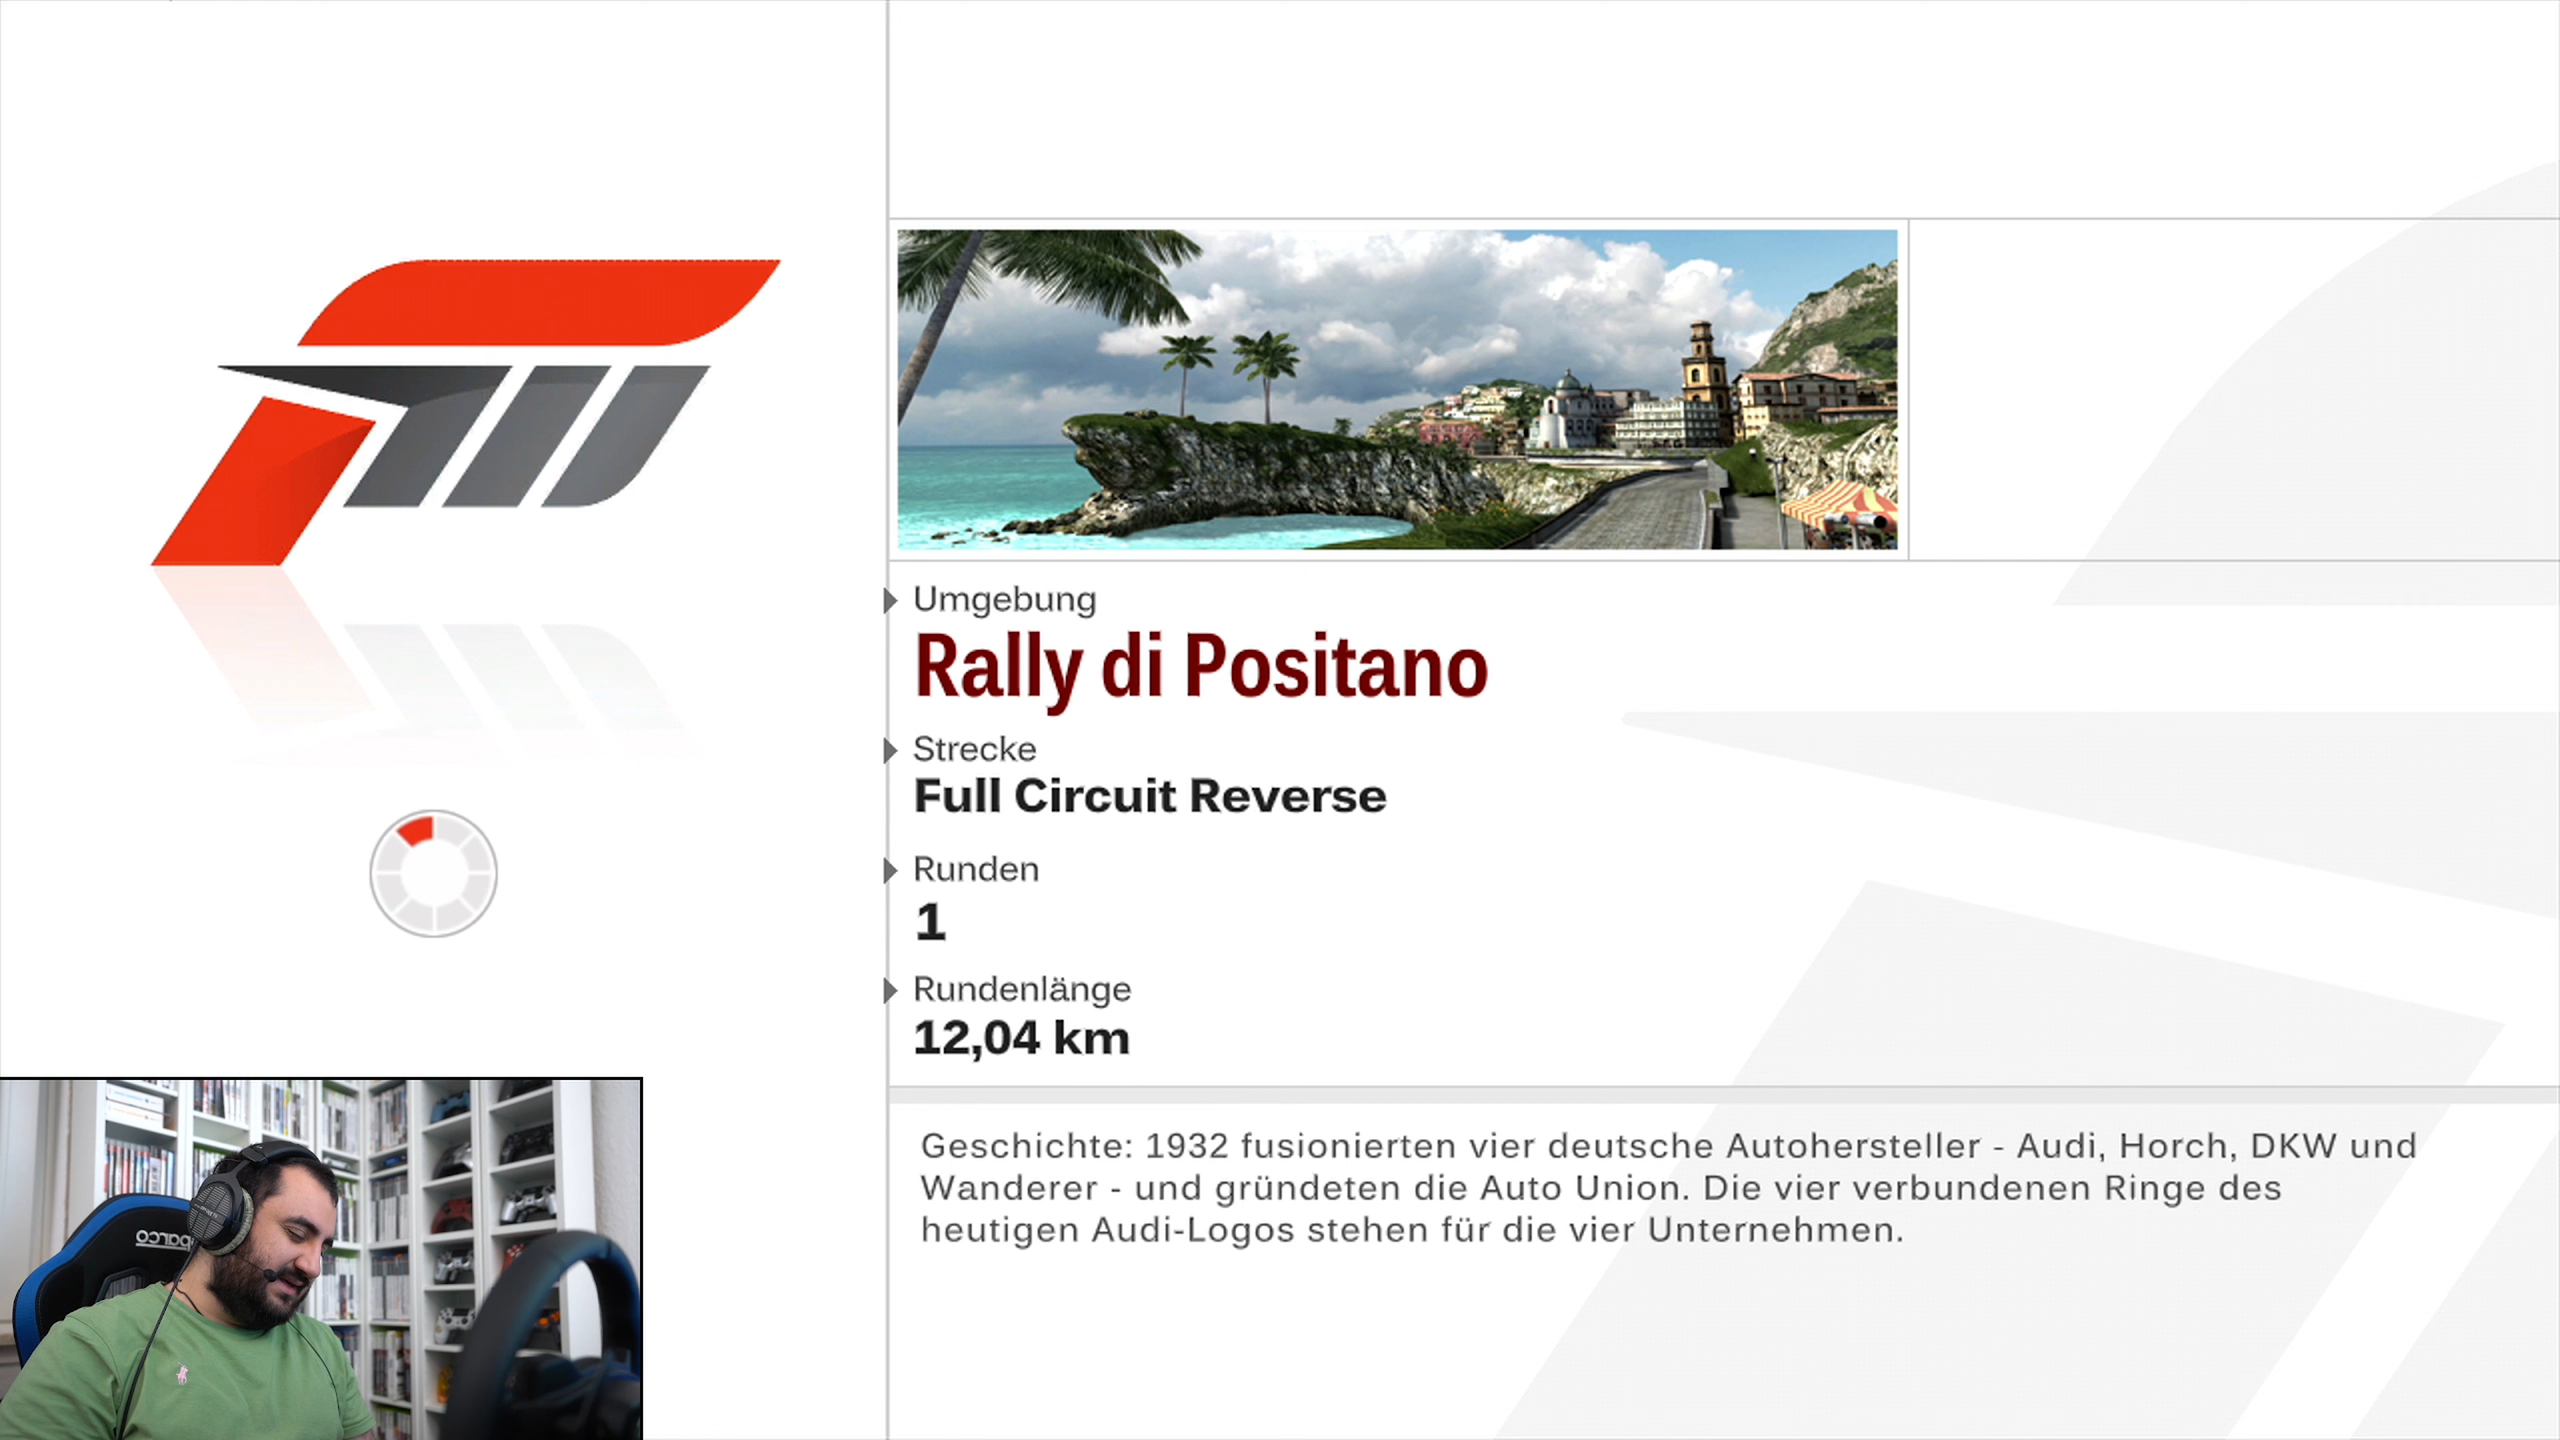 Umgebung
Rally di Positano
Strecke
Full Circuit Reverse
Runden
1
Rundenlänge
12,04 km
Geschichte: 1932 fusionierten vier deutsche Autohersteller - Audi, Horch, DKW und
Wanderer - und gründeten die Auto Union. Die vier verbundenen Ringe des
heutigen Audi-Logos stehen für die vier Unternehmen.
sparco